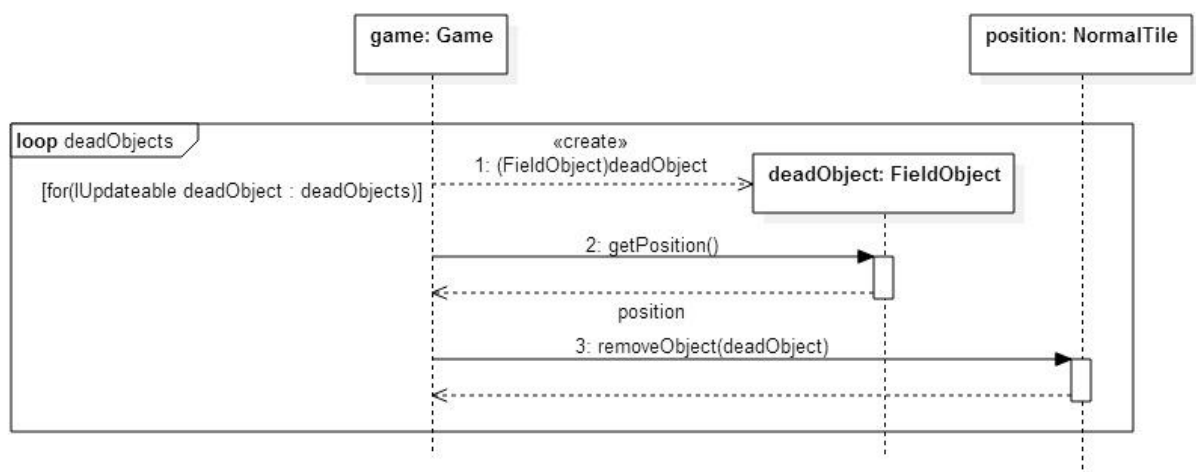 game: Game
position: NormalTile
loop deadObjects
«create»
1: (FieldObject)deadObject
deadObject: FieldObject
[for(IUpdateable deadObject : deadObjects)]
2: getPosition()
position
3: removeObject(deadObject)